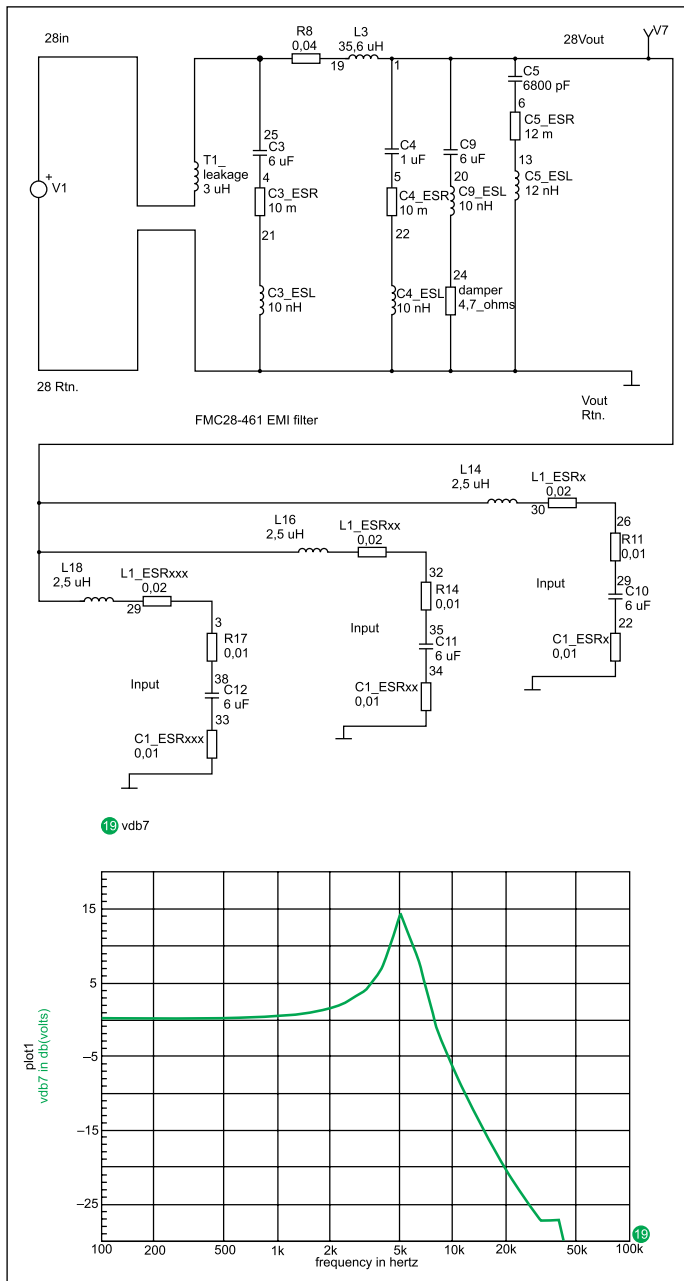 28in
R8
0,04
L3
35,6 uH
28Vout
V7
19
1
C5
6800 pF
6
C5_ESR
12 m
13
C5_ESL
12 nH
T1_
leakage
3 uH
25
C3
6 uF
4
C3_ESR
10 m
21
C3_ESL
10 nH
C4
1 uF
5
C4_ESR
10 m
22
C4_ESL
10 nH
C9
6 uF
20
C9_ESL
10 nH
24
damper
4,7_ohms
+
V1
28 Rtn.
Vout
Rtn.
FMC28-461 EMI filter
L14
2,5 uH
L1_ESRx
0,02
30
26
R11
0,01
29
C10
6 uF
22
C1_ESRx
0,01
Input
L16
2,5 uH
L1_ESRxx
0,02
32
R14
0,01
35
C11
6 uF
34
C1_ESRxx
0,01
Input
L18
2,5 uH
L1_ESRxxx
0,02
29
3
R17
0,01
38
C12
6 uF
33
C1_ESRxxx
0,01
Input
19 vdb7
plot1
vdb7 in db(volts)
15
5
–5
–15
–25
19
100 200 500 1k 2k 5k 10k 20k 50k 100k
frequency in hertz